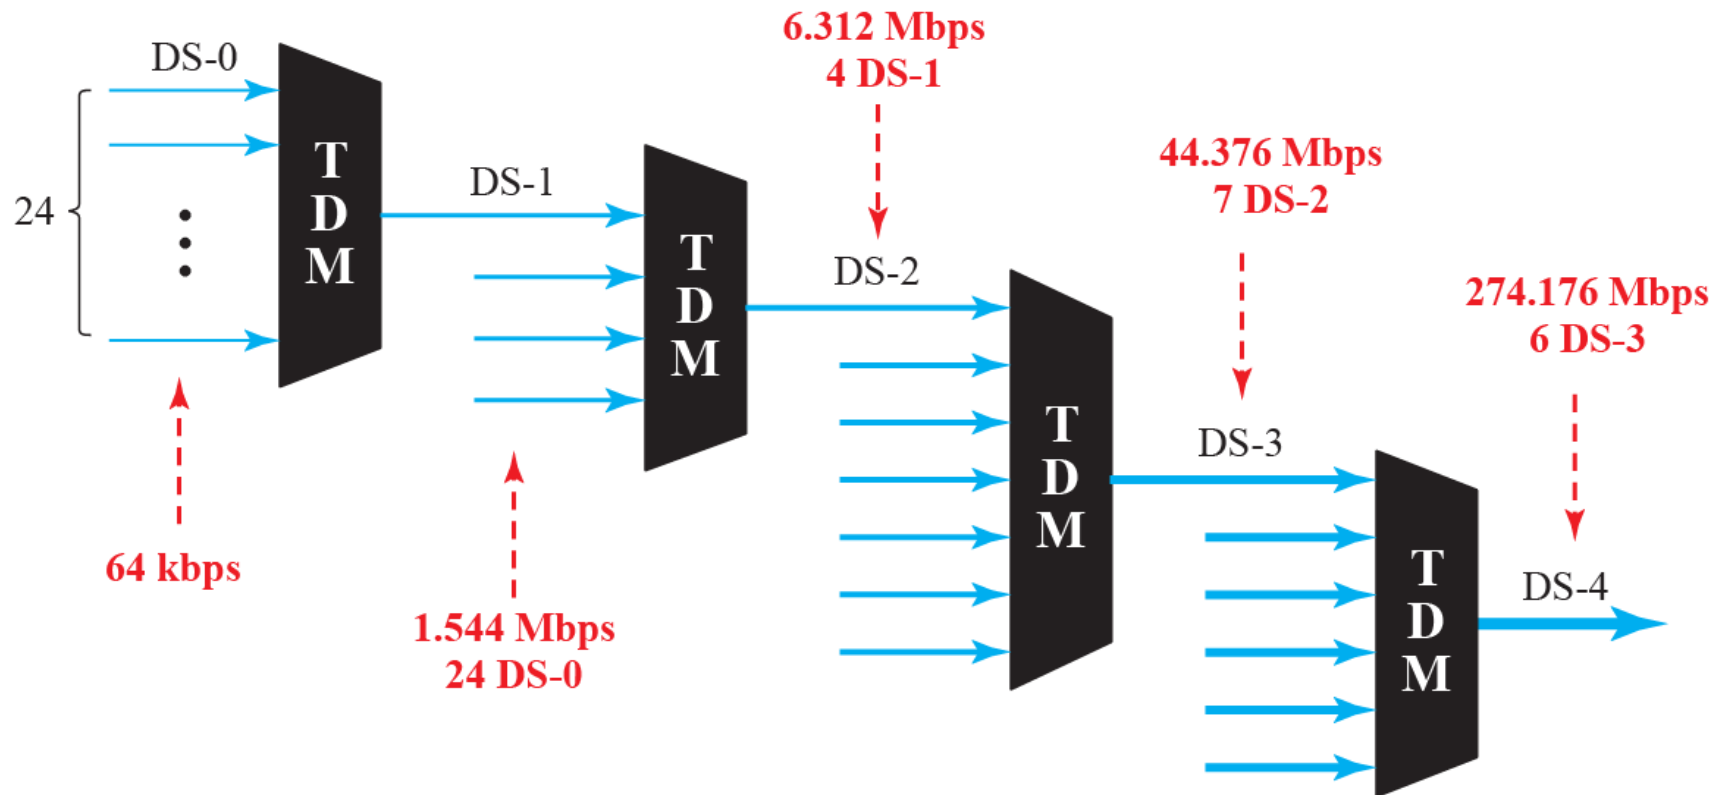 DS-0
24
T
D
M
64 kbps
DS-1
1.544 Mbps
24 DS-0
T
D
M
6.312 Mbps
4 DS-1
DS-2
T
D
M
44.376 Mbps
7 DS-2
DS-3
T
D
M
274.176 Mbps
6 DS-3
DS-4